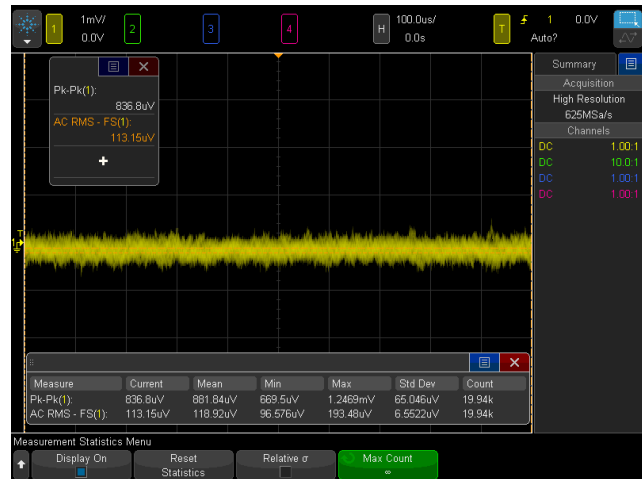 1 1mV/ 0.0V 2 3 4 H 100.0us/ 0.0s T 1 0.0V Auto?
Summary
Acquisition
High Resolution
625MSa/s
Channels
DC 1.00:1
DC 10.0:1
DC 1.00:1
DC 1.00:1
Pk-Pk(1):
836.8uV
AC RMS - FS(1):
113.15uV
T
1
Measure Current Mean Min Max Std Dev Count
Pk-Pk(1): 836.8uV 881.84uV 669.5uV 1.2469mV 65.046uV 19.94k
AC RMS - FS(1): 113.15uV 118.92uV 96.576uV 193.48uV 6.5522uV 19.94k
Measurement Statistics Menu
Display On Reset Statistics Relative σ Max Count ∞